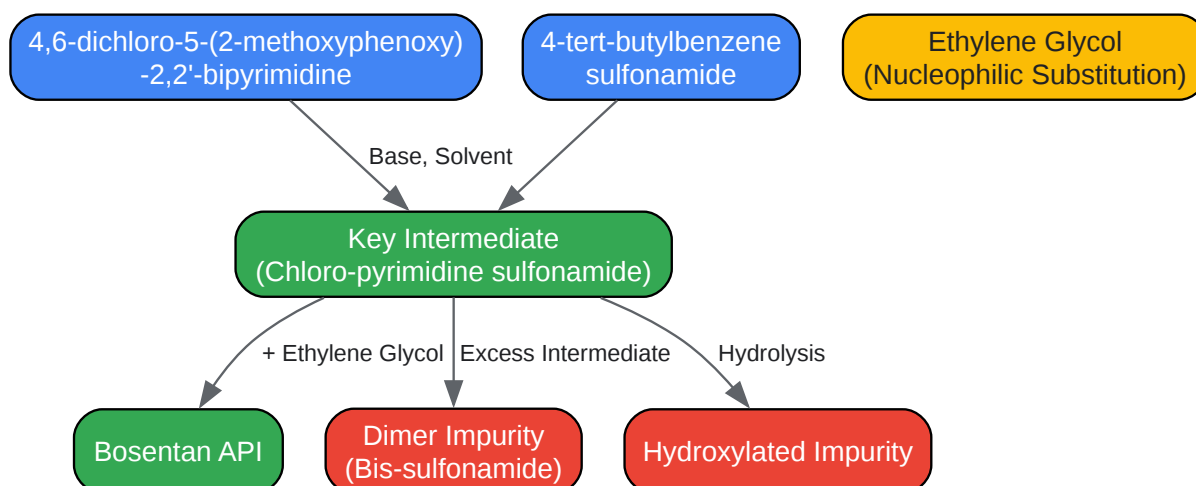 4,6-dichloro-5-(2-methoxyphenoxy)
-2,2'-bipyrimidine
4-tert-butylbenzene
sulfonamide
Ethylene Glycol
(Nucleophilic Substitution)
Base, Solvent
Key Intermediate
(Chloro-pyrimidine sulfonamide)
+ Ethylene Glycol
Excess Intermediate
Hydrolysis
Bosentan API
Dimer Impurity
(Bis-sulfonamide)
Hydroxylated Impurity